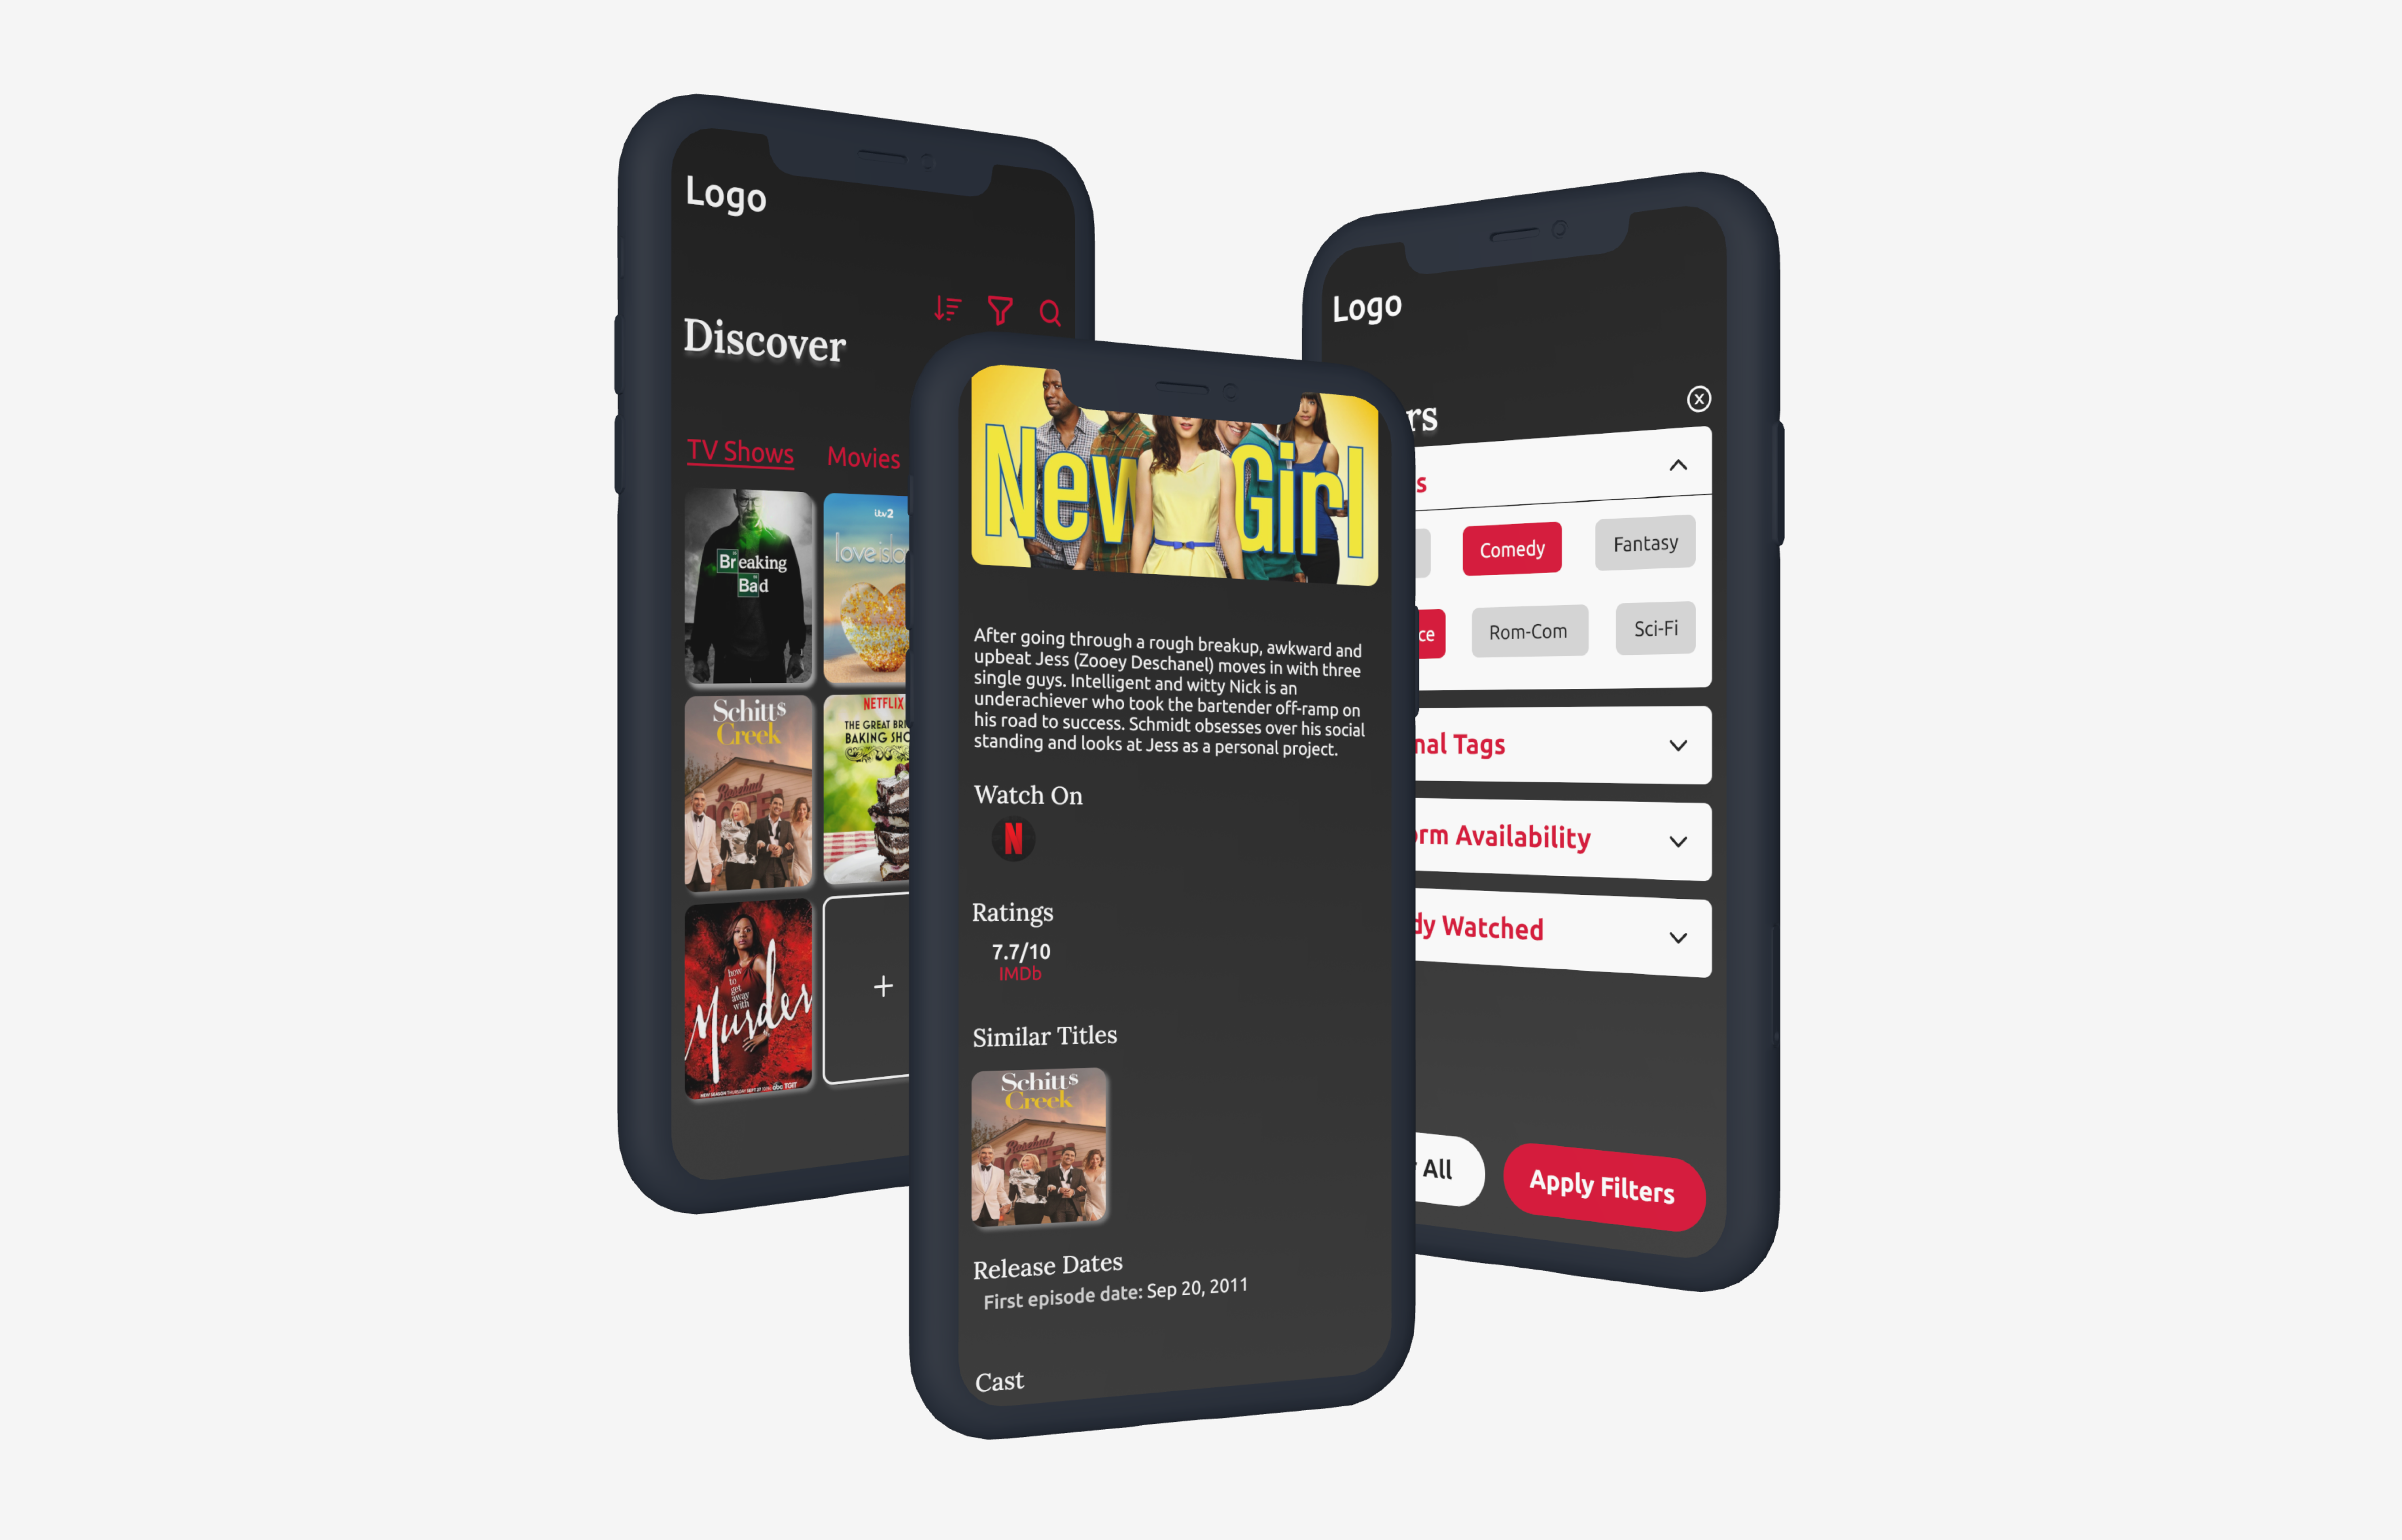 Logo
Discover
TV Shows
Movies
Breaking
Bad
itv2
love
Schitt$
Creek
Rosebud
NETFLIX
THE GREAT
BAKING
how
to
get
away
with
Murder
+
New Girl
After going through a rough breakup, awkward and
upbeat Jess (Zooey Deschanel) moves in with three
single guys. Intelligent and witty Nick is an
underachiever who took the bartender off-ramp on
his road to success. Schmidt obsesses over his social
standing and looks at Jess as a personal project.
Watch On
N
Ratings
7.7/10
IMDb
Similar Titles
Schitt$
Creek
Rosebud
Release Dates
First episode date: Sep 20, 2011
Cast
Logo
rs
s
Comedy
Fantasy
ce
Rom-Com
Sci-Fi
nal Tags
rm Availability
dy Watched
All
Apply Filters